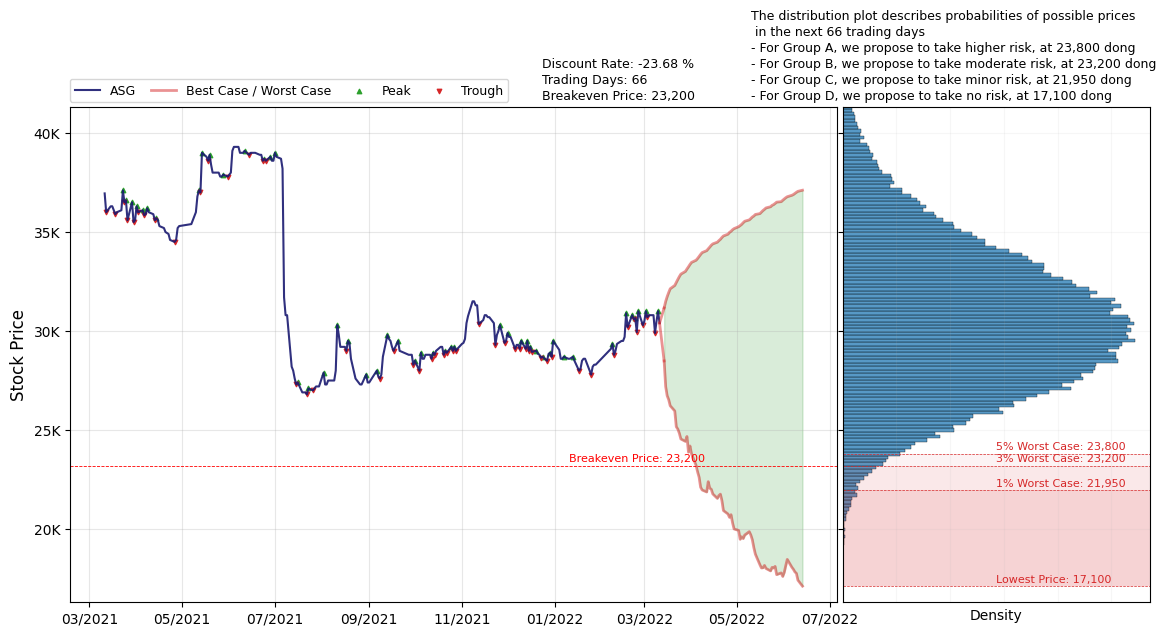 The distribution plot describes probabilities of possible prices
in the next 66 trading days
- For Group A, we propose to take higher risk, at 23,800 dong
- For Group B, we propose to take moderate risk, at 23,200 dong
- For Group C, we propose to take minor risk, at 21,950 dong
- For Group D, we propose to take no risk, at 17,100 dong
Discount Rate: -23.68 %
Trading Days: 66
Breakeven Price: 23,200
ASG
Best Case / Worst Case
Peak
Trough
Stock Price
40K
35K
30K
25K
20K
Breakeven Price: 23,200
5% Worst Case: 23,800
3% Worst Case: 23,200
1% Worst Case: 21,950
Lowest Price: 17,100
03/2021
05/2021
07/2021
09/2021
11/2021
01/2022
03/2022
05/2022
07/2022
Density